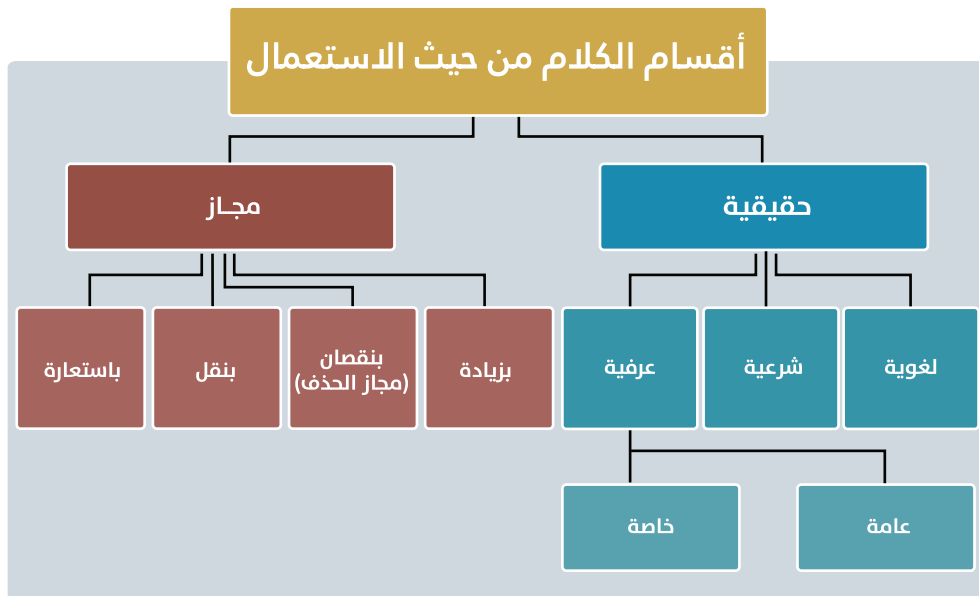 أقسام الكلام من حيث الاستعمال
حقيقية
مجـاز
لغوية
شرعية
عرفية
بزيادة
بنقصان
(مجاز الحذف)
بنقل
باستعارة
عامة
خاصة